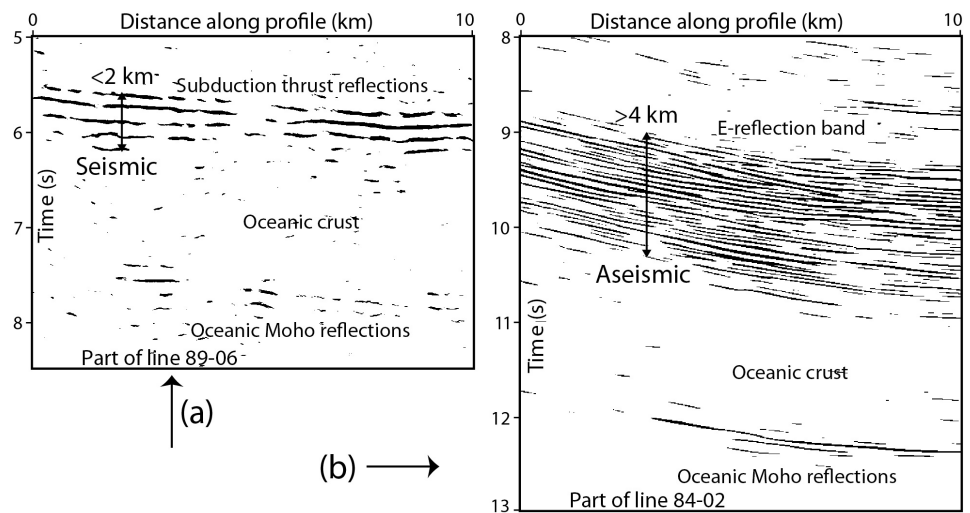 Distance along profile (km)
0
10
5
6
7
8
Time (s)
<2 km
Subduction thrust reflections
Seismic
Oceanic crust
Oceanic Moho reflections
Part of line 89-06
(a)
(b)
Distance along profile (km)
0
10
8
9
10
11
12
13
Time (s)
>4 km
E-reflection band
Aseismic
Oceanic crust
Oceanic Moho reflections
Part of line 84-02